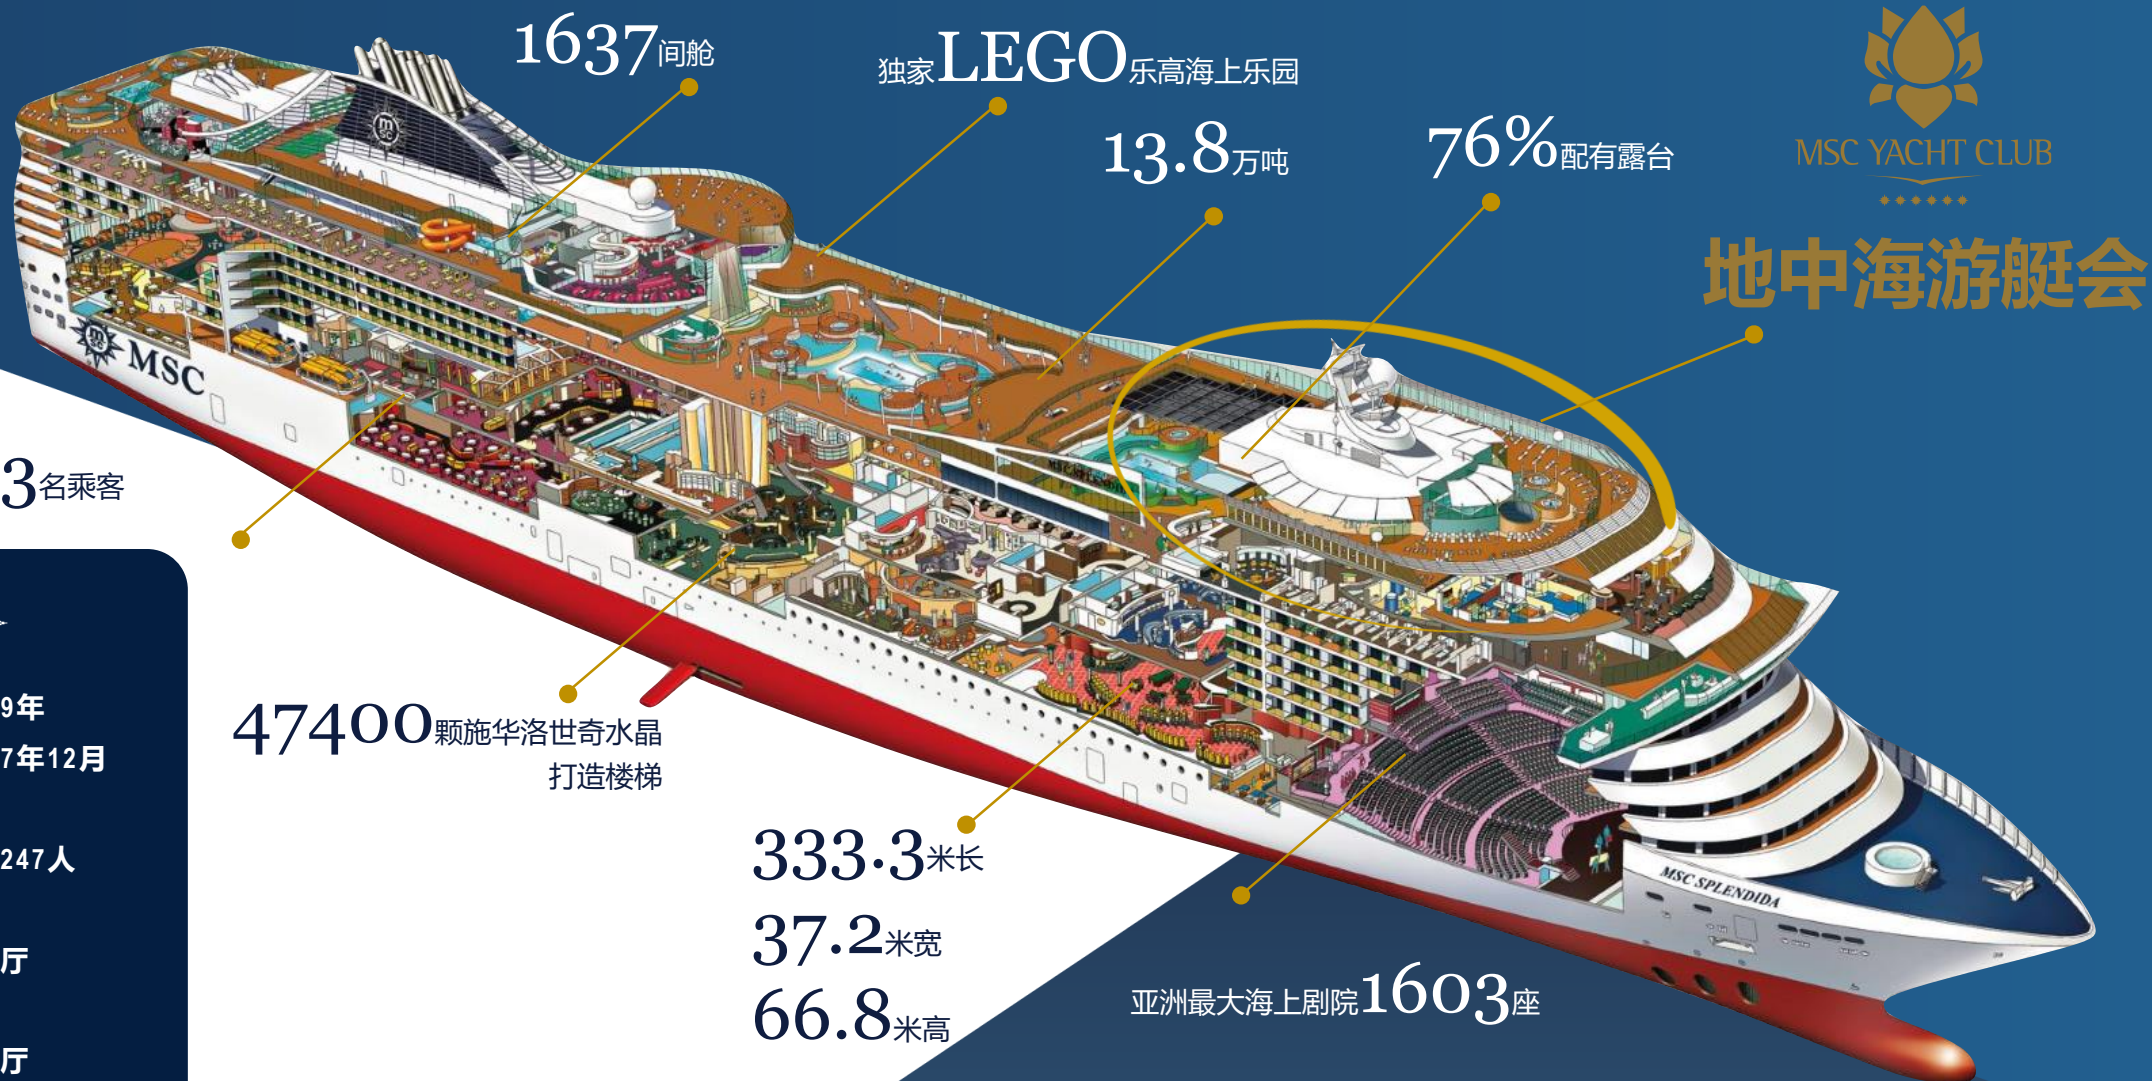 1637间舱
独家LEGO乐高海上乐园
13.8万吨
76%配有露台
MSC YACHT CLUB
地中海游艇会
MSC
MSC
MSC
3名乘客
9年
7年12月
247人
厅
厅
47400颗施华洛世奇水晶
打造楼梯
333.3米长
37.2米宽
66.8米高
亚洲最大海上剧院1603座
MSC SPLENDIDA
MSC SPLENDIDA